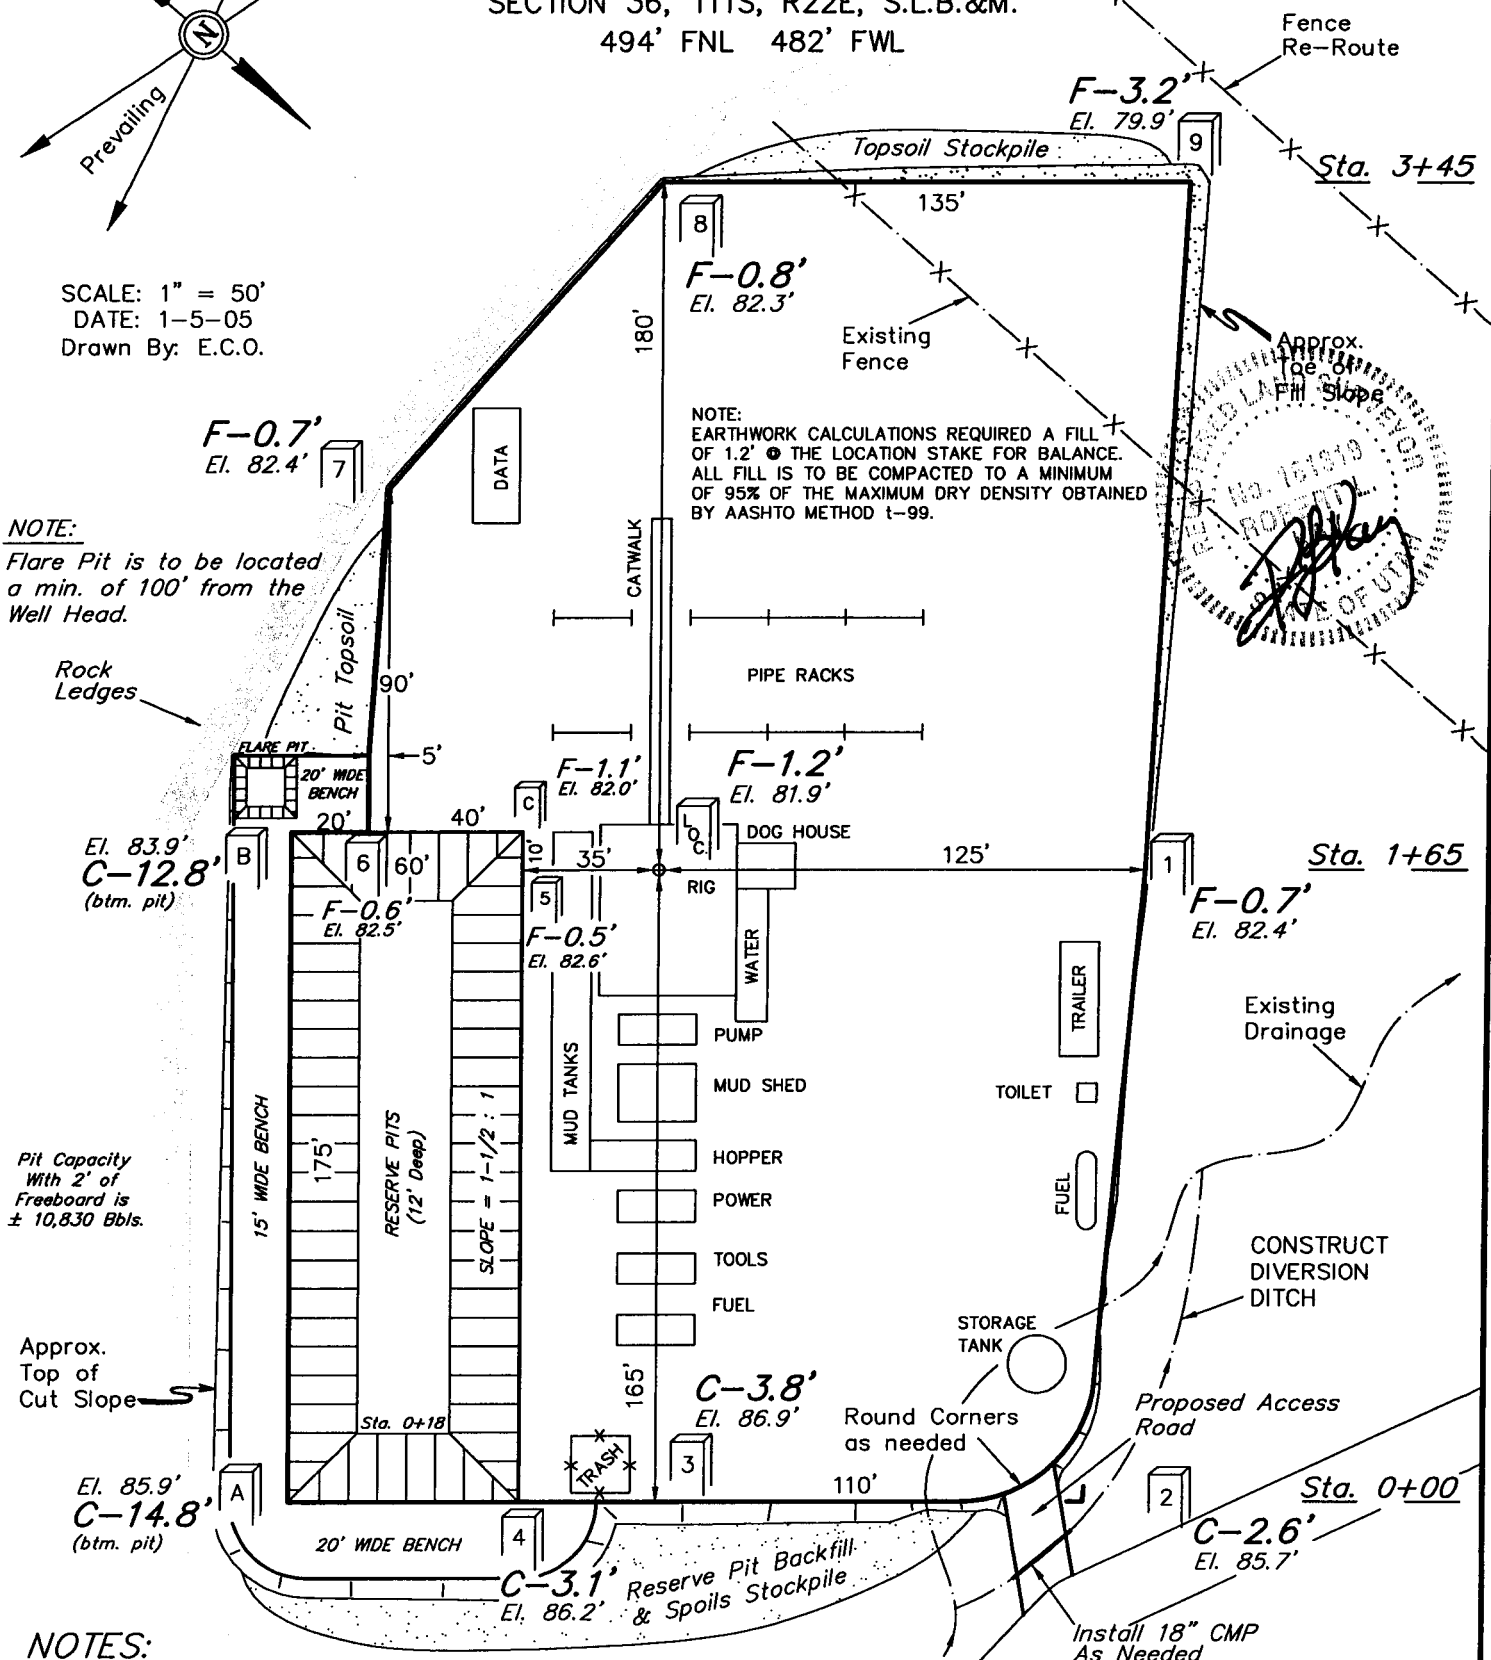 SECTION 36, T11S, R22E, S.L.B.&M.
494' FNL 482' FWL
N
Prevailing
Fence
Re-Route
F-3.2'
El. 79.9'
9
Topsoil Stockpile
Sta. 3+45
135'
8
F-0.8'
El. 82.3'
180'
SCALE: 1" = 50'
DATE: 1-5-05
Drawn By: E.C.O.
Existing
Fence
Approx.
Toe of
Fill Slope
NOTE:
EARTHWORK CALCULATIONS REQUIRED A FILL
OF 1.2' @ THE LOCATION STAKE FOR BALANCE.
ALL FILL IS TO BE COMPACTED TO A MINIMUM
OF 95% OF THE MAXIMUM DRY DENSITY OBTAINED
BY AASHTO METHOD t-99.
REGISTERED LAND SURVEYOR
No. 161319
ROBERT L.
STATE OF UTAH
F-0.7'
El. 82.4'
7
DATA
NOTE:
Flare Pit is to be located
a min. of 100' from the
Well Head.
CATWALK
Rock
Ledges
Pit Topsoil
90'
PIPE RACKS
FLARE PIT
20' WIDE
BENCH
5'
F-1.1'
El. 82.0'
C
F-1.2'
El. 81.9'
LOC.
DOG HOUSE
20'
40'
10'
El. 83.9'
C-12.8'
(btm. pit)
B
6
60'
35'
RIG
125'
1
Sta. 1+65
F-0.6'
El. 82.5'
5
F-0.5'
El. 82.6'
F-0.7'
El. 82.4'
WATER
TRAILER
Existing
Drainage
PUMP
MUD SHED
TOILET
MUD TANKS
HOPPER
POWER
FUEL
TOOLS
FUEL
15' WIDE BENCH
175'
RESERVE PITS
(12' Deep)
SLOPE = 1-1/2 : 1
Pit Capacity
With 2' of
Freeboard is
± 10,830 Bbls.
CONSTRUCT
DIVERSION
DITCH
STORAGE
TANK
Approx.
Top of
Cut Slope
165'
C-3.8'
El. 86.9'
Round Corners
as needed
Proposed Access
Road
Sta. 0+18
TRASH
3
110'
El. 85.9'
C-14.8'
(btm. pit)
A
2
Sta. 0+00
C-2.6'
El. 85.7'
20' WIDE BENCH
4
C-3.1'
El. 86.2'
Reserve Pit Backfill
& Spoils Stockpile
Install 18" CMP
As Needed
NOTES: